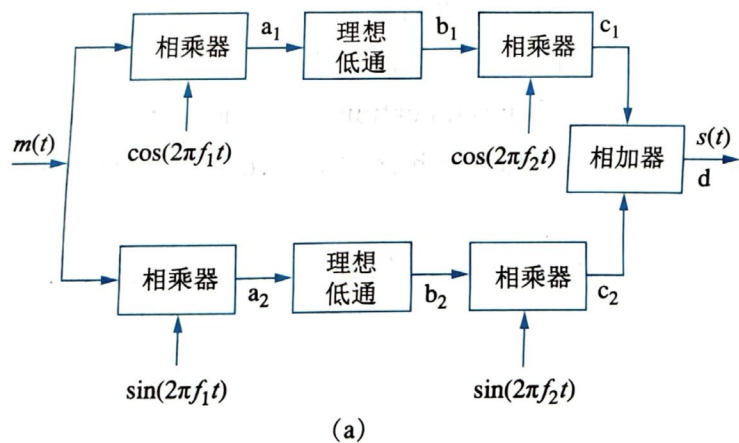 m(t)
相乘器
a₁
理想
低通
b₁
相乘器
c₁
cos(2πf₁t)
cos(2πf₂t)
相加器
s(t)
d
相乘器
a₂
理想
低通
b₂
相乘器
c₂
sin(2πf₁t)
sin(2πf₂t)
(a)